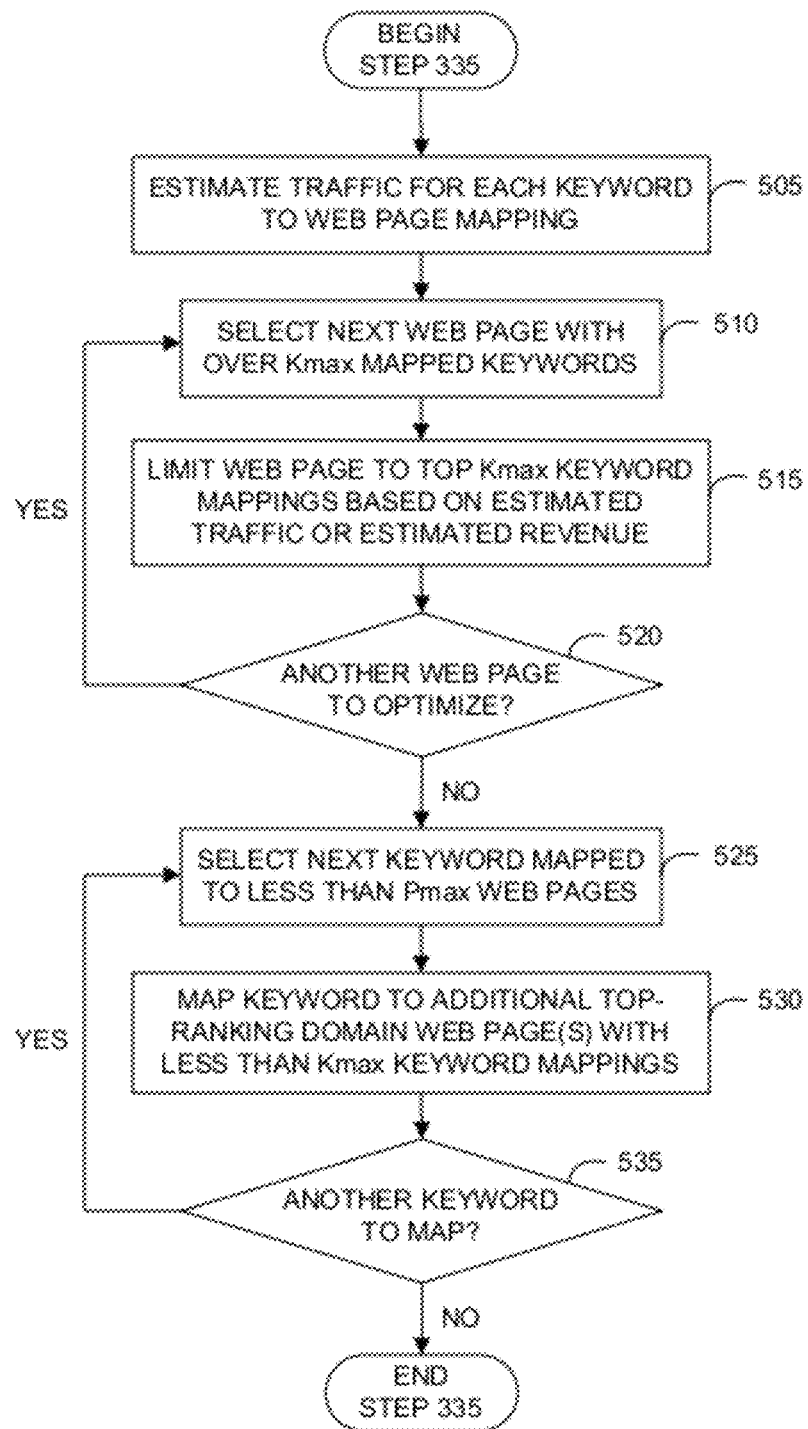 BEGIN
STEP 335
ESTIMATE TRAFFIC FOR EACH KEYWORD
TO WEB PAGE MAPPING
505
SELECT NEXT WEB PAGE WITH
OVER Kmax MAPPED KEYWORDS
510
LIMIT WEB PAGE TO TOP Kmax KEYWORD
MAPPINGS BASED ON ESTIMATED
TRAFFIC OR ESTIMATED REVENUE
515
YES
520
ANOTHER WEB PAGE
TO OPTIMIZE?
NO
SELECT NEXT KEYWORD MAPPED
TO LESS THAN Pmax WEB PAGES
525
MAP KEYWORD TO ADDITIONAL TOP-
RANKING DOMAIN WEB PAGE(S) WITH
LESS THAN Kmax KEYWORD MAPPINGS
530
YES
535
ANOTHER KEYWORD
TO MAP?
NO
END
STEP 335